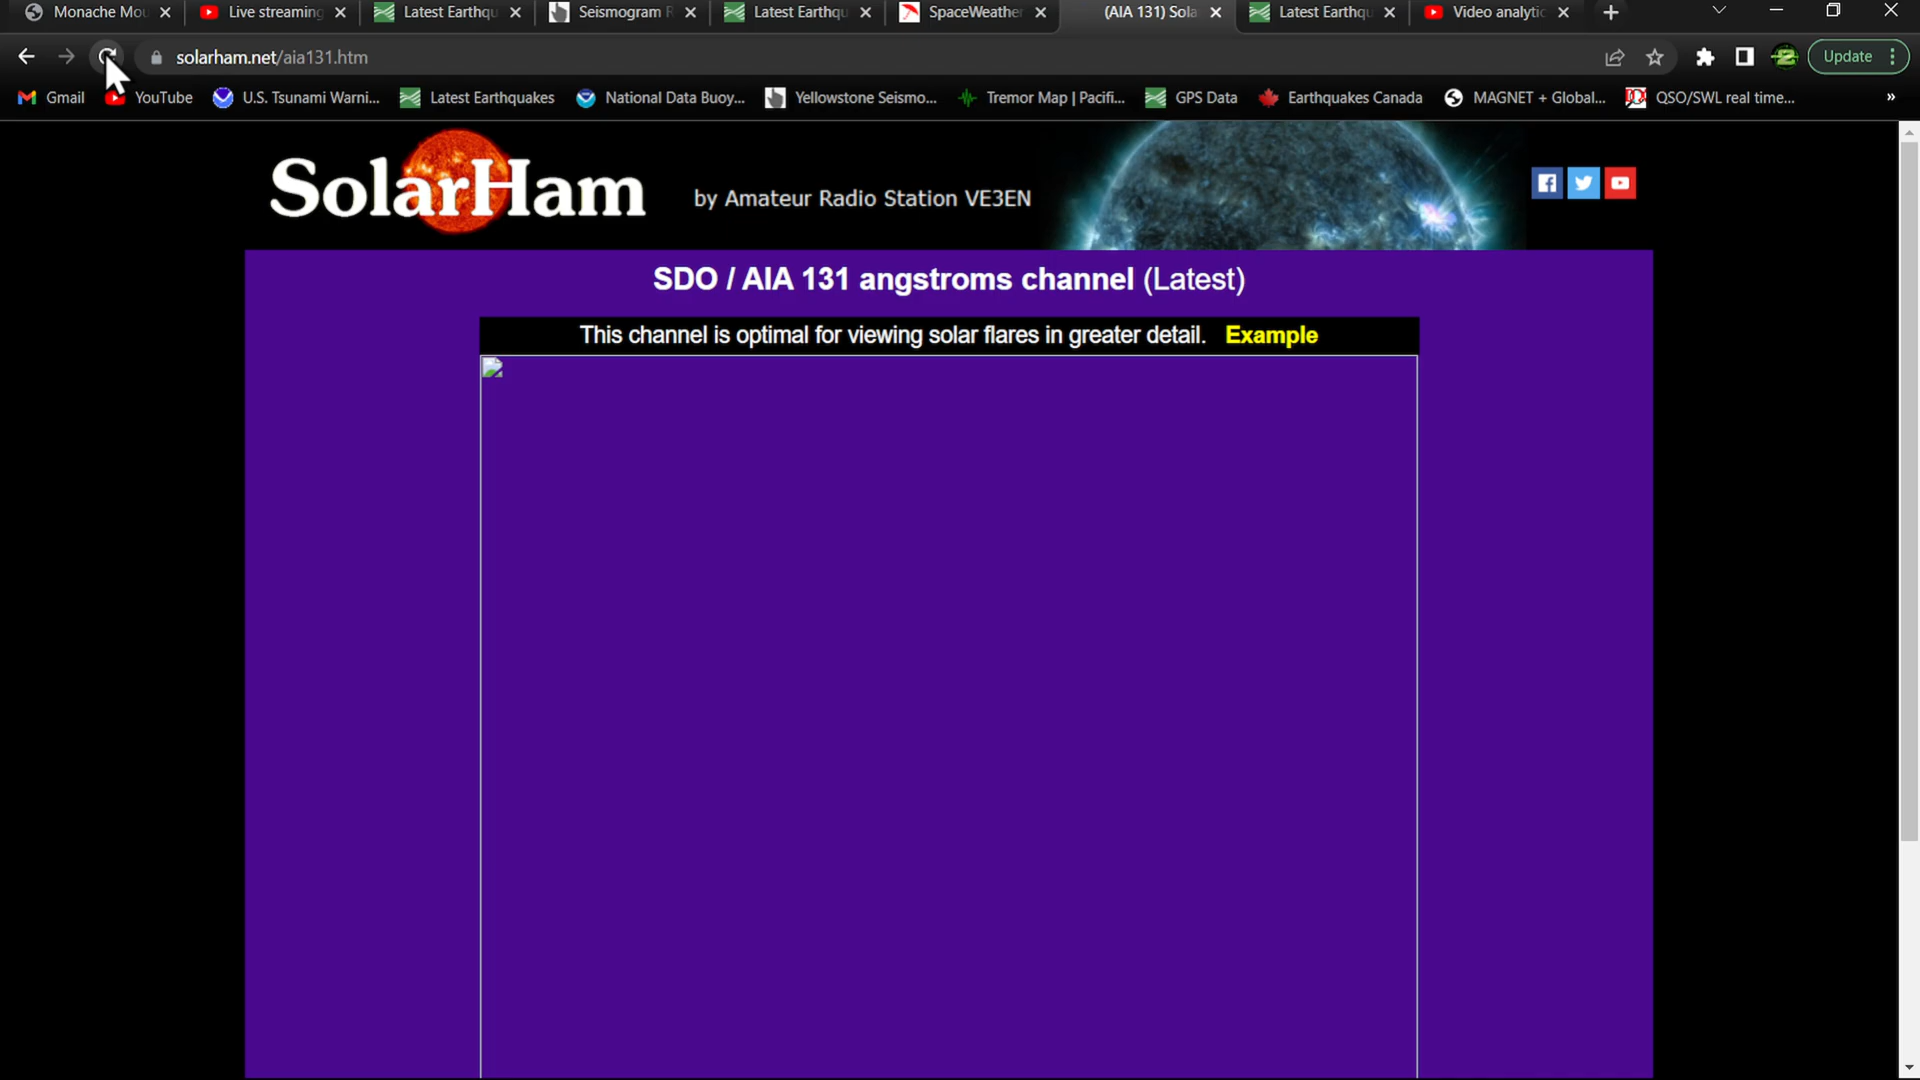 Monache Mou
Live streaming
Latest Earthqu
Seismogram R
Latest Earthqu
SpaceWeather
(AIA 131) Sola
Latest Earthqu
Video analytic
solarham.net/aia131.htm
Update
Gmail
YouTube
U.S. Tsunami Warni...
Latest Earthquakes
National Data Buoy...
Yellowstone Seismo...
Tremor Map | Pacifi...
GPS Data
Earthquakes Canada
MAGNET + Global...
QSO/SWL real time...
»
SolarHam
by Amateur Radio Station VE3EN
SDO / AIA 131 angstroms channel (Latest)
This channel is optimal for viewing solar flares in greater detail. Example